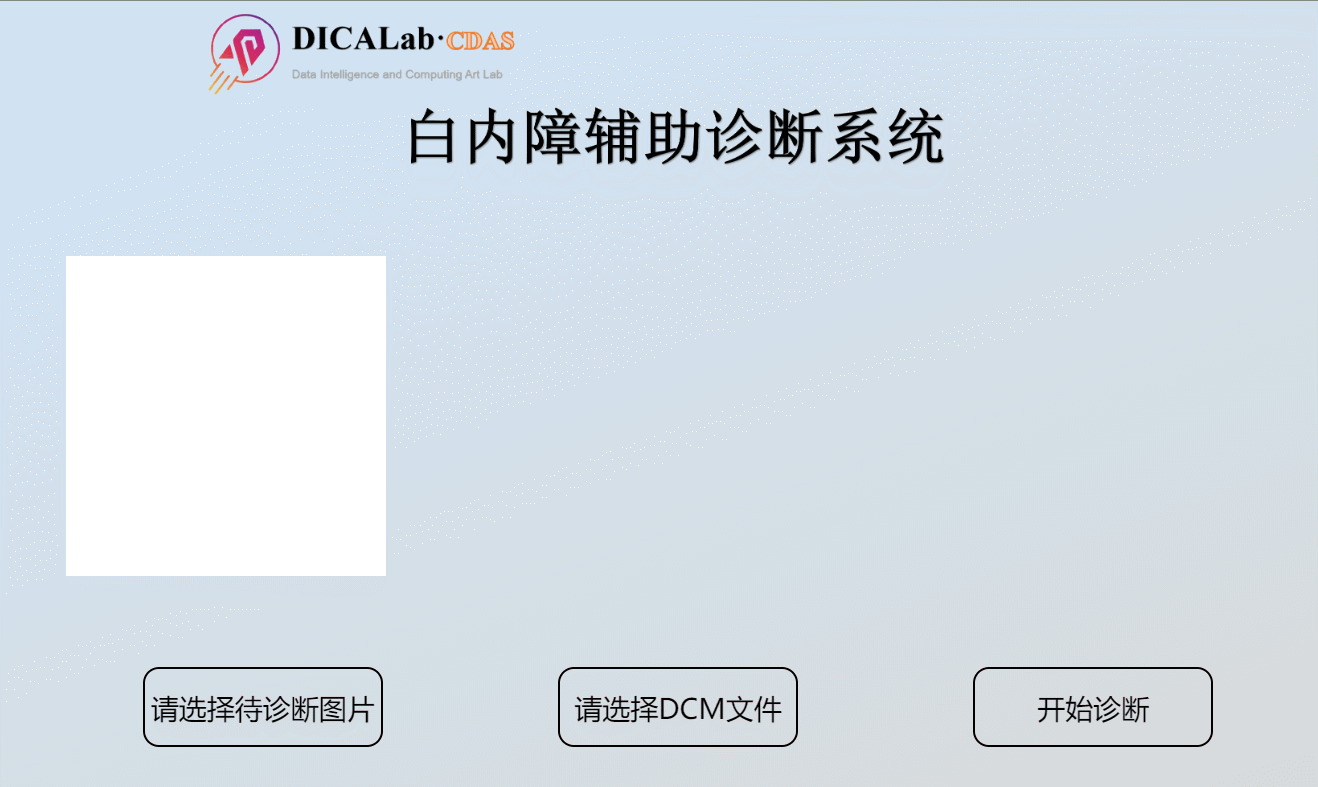 DICALab·CDAS
Data Intelligence and Computing Art Lab
白内障辅助诊断系统
请选择待诊断图片
请选择DCM文件
开始诊断